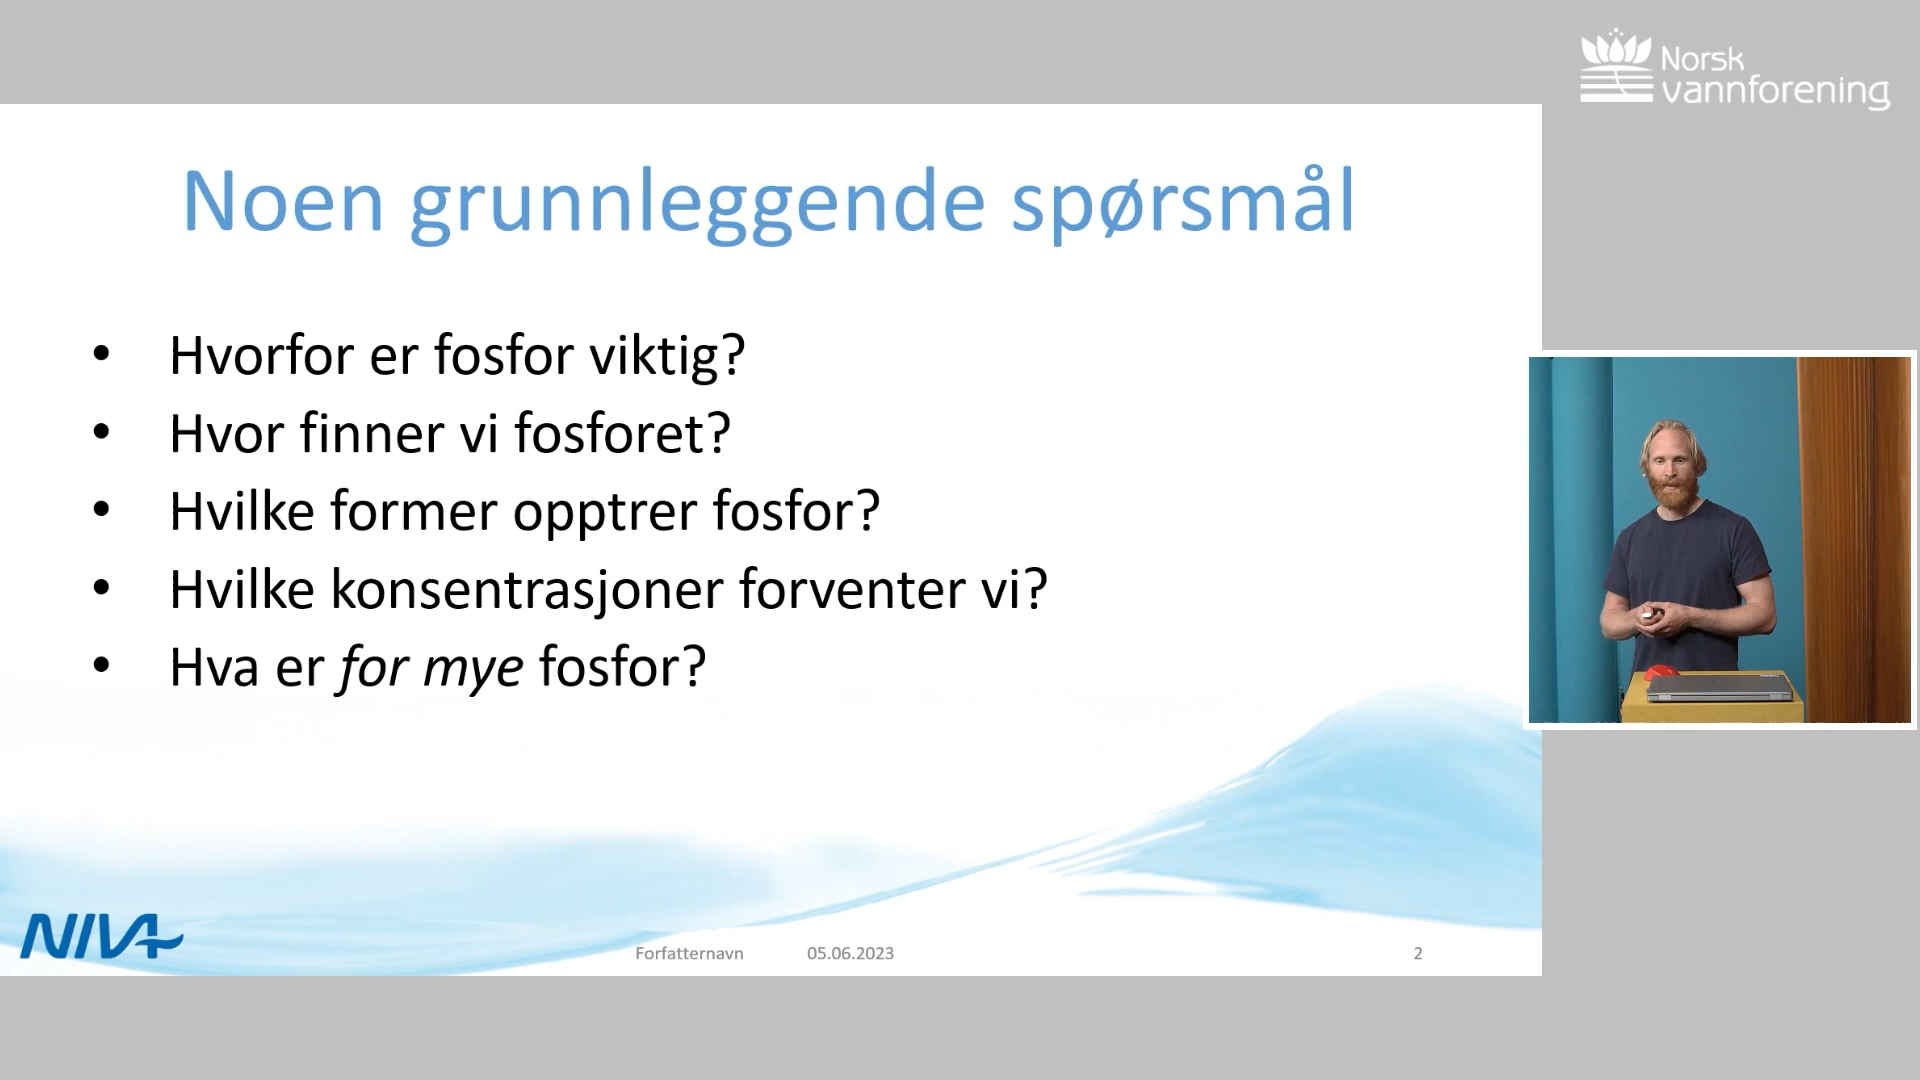 Norsk
vannforening
Noen grunnleggende spørsmål
• Hvorfor er fosfor viktig?
• Hvor finner vi fosforet?
• Hvilke former opptrer fosfor?
• Hvilke konsentrasjoner forventer vi?
• Hva er for mye fosfor?
NIVA
Forfatternavn 05.06.2023 2